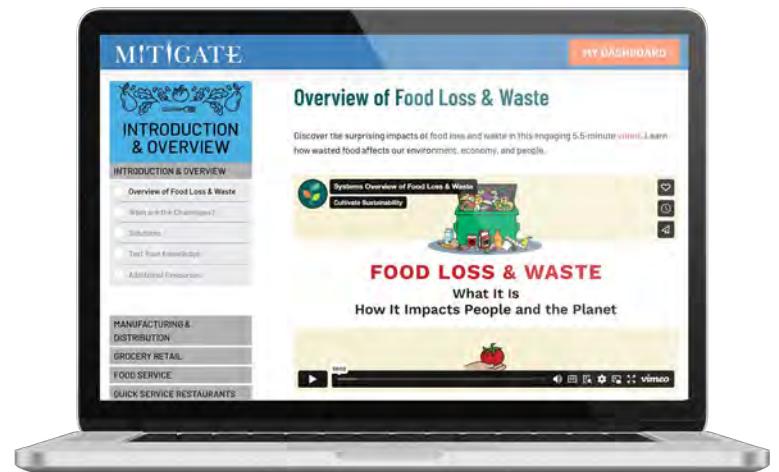 MITIGATE
MY DASHBOARD
INTRODUCTION
& OVERVIEW
INTRODUCTION & OVERVIEW
Overview of Food Loss & Waste
What are the Challenges?
Solutions
Test Your Knowledge
Additional Resources
MANUFACTURING &
DISTRIBUTION
GROCERY RETAIL
FOOD SERVICE
QUICK SERVICE RESTAURANTS
Overview of Food Loss & Waste
Discover the surprising impacts of food loss and waste in this engaging 5.5-minute video. Learn
how wasted food affects our environment, economy, and people.
Systems Overview of Food Loss & Waste
Cultivate Sustainability
FOOD LOSS & WASTE
What It Is
How It Impacts People and the Planet
vimeo